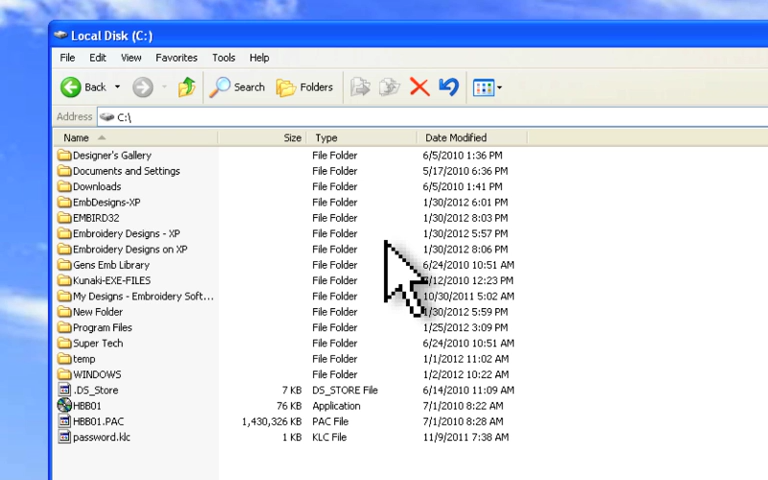 Local Disk (C:)
File Edit View Favorites Tools Help
Back Search Folders
Address C:\
Name Size Type Date Modified
Designer's Gallery File Folder 6/5/2010 1:36 PM
Documents and Settings File Folder 5/17/2010 6:36 PM
Downloads File Folder 6/5/2010 1:41 PM
EmbDesigns-XP File Folder 1/30/2012 6:01 PM
EMBIRD32 File Folder 1/30/2012 8:03 PM
Embroidery Designs - XP File Folder 1/30/2012 5:57 PM
Embroidery Designs on XP File Folder 1/30/2012 8:06 PM
Gens Emb Library File Folder 6/24/2010 10:51 AM
Kunaki-EXE-FILES File Folder 12:23 PM
My Designs - Embroidery Soft... File Folder 10/30/2011 5:02 AM
New Folder File Folder 1/30/2012 5:59 PM
Program Files File Folder 1/25/2012 3:09 PM
Super Tech File Folder 6/24/2010 10:51 AM
temp File Folder 1/1/2012 11:02 AM
WINDOWS File Folder 1/2/2012 10:22 AM
.DS_Store 7 KB DS_STORE File 6/14/2010 11:09 AM
HBB01 76 KB Application 7/1/2010 8:22 AM
HBB01.PAC 1,430,326 KB PAC File 7/1/2010 8:28 AM
password.klc 1 KB KLC File 11/9/2011 7:38 AM